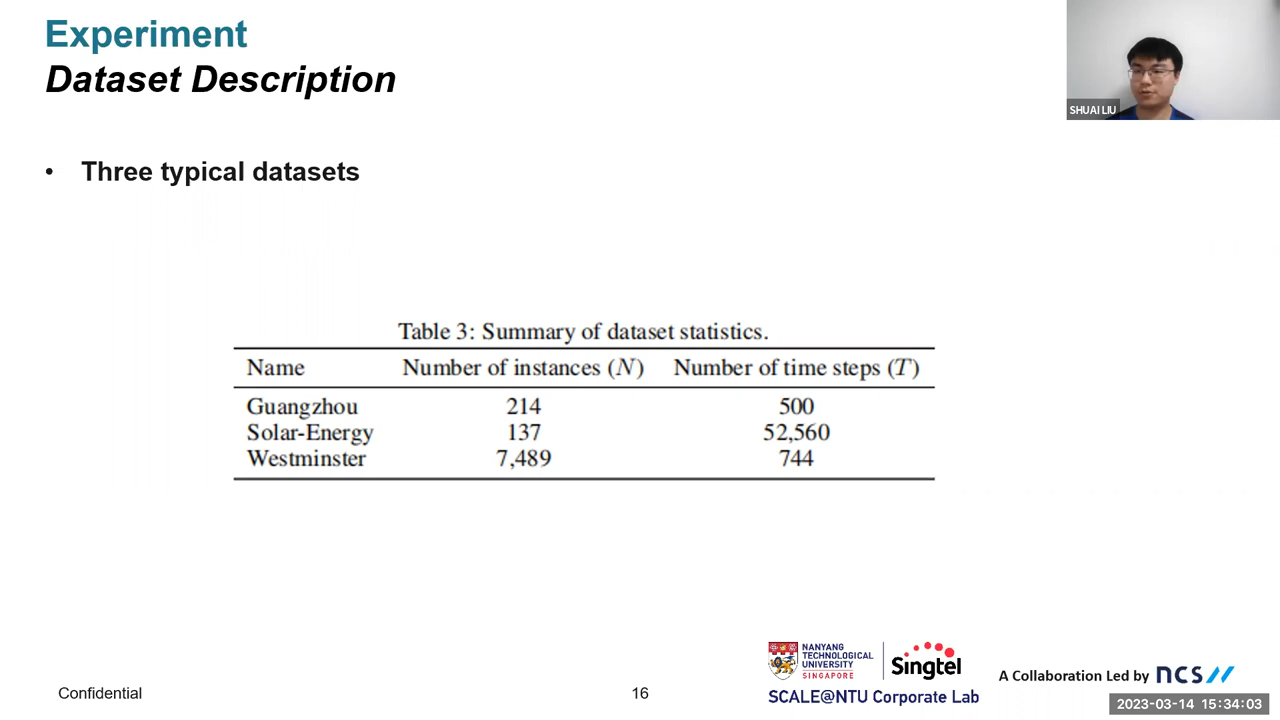 Experiment
Dataset Description
SHUAI LIU
• Three typical datasets
Table 3: Summary of dataset statistics.
Name Number of instances (N) Number of time steps (T)
Guangzhou 214 500
Solar-Energy 137 52,560
Westminster 7,489 744
NANYANG
TECHNOLOGICAL
UNIVERSITY
SINGAPORE
Singtel
SCALE@NTU Corporate Lab
A Collaboration Led by ncs
Confidential
16
2023-03-14 15:34:03